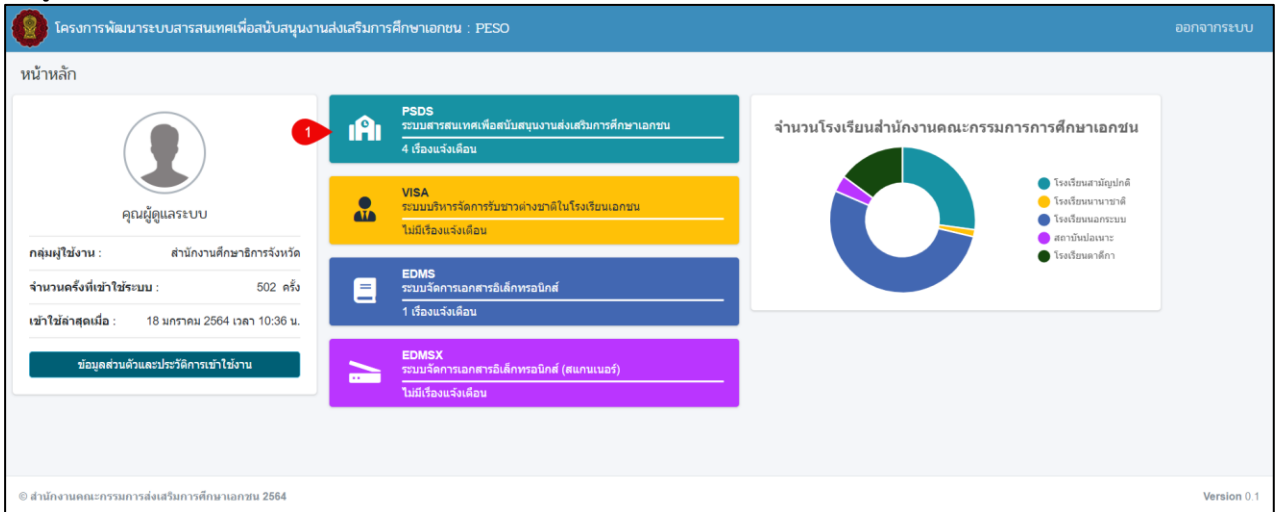 โครงการพัฒนาระบบสารสนเทศเพื่อสนับสนุนงานส่งเสริมการศึกษาเอกชน : PESO
ออกจากระบบ
หน้าหลัก
คุณผู้ดูแลระบบ
กลุ่มผู้ใช้งาน : สำนักงานศึกษาธิการจังหวัด
จำนวนครั้งที่เข้าใช้ระบบ : 502 ครั้ง
เข้าใช้ล่าสุดเมื่อ : 18 มกราคม 2564 เวลา 10:36 น.
ข้อมูลส่วนตัวและประวัติการเข้าใช้งาน
1
PSDS
ระบบสารสนเทศเพื่อสนับสนุนงานส่งเสริมการศึกษาเอกชน
4 เรื่องแจ้งเตือน
VISA
ระบบบริหารจัดการรับชาวต่างชาติในโรงเรียนเอกชน
ไม่มีเรื่องแจ้งเตือน
EDMS
ระบบจัดการเอกสารอิเล็กทรอนิกส์
1 เรื่องแจ้งเตือน
EDMSX
ระบบจัดการเอกสารอิเล็กทรอนิกส์ (สแกนเนอร์)
ไม่มีเรื่องแจ้งเตือน
จำนวนโรงเรียนสำนักงานคณะกรรมการการศึกษาเอกชน
โรงเรียนสามัญปกติ
โรงเรียนนานาชาติ
โรงเรียนนอกระบบ
สถาบันปอเนาะ
โรงเรียนตาดีกา
© สำนักงานคณะกรรมการส่งเสริมการศึกษาเอกชน 2564
Version 0.1